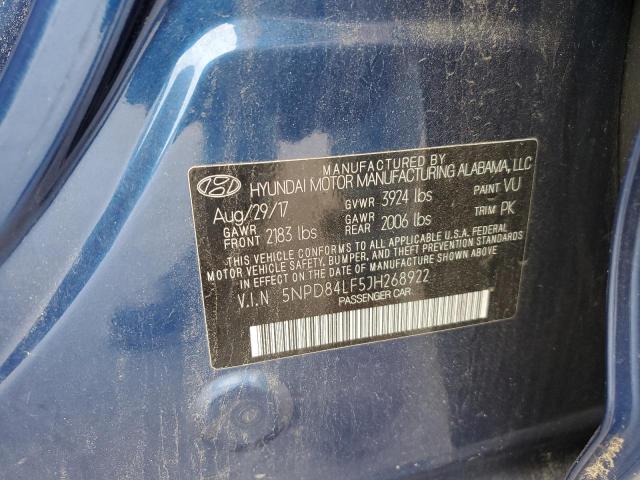 MANUFACTURED BY
HYUNDAI MOTOR MANUFACTURING ALABAMA, LLC
Aug/29/17 GVWR 3924 lbs PAINT VU
GAWR FRONT 2183 lbs GAWR REAR 2006 lbs TRIM PK
THIS VEHICLE CONFORMS TO ALL APPLICABLE U.S.A. FEDERAL
MOTOR VEHICLE SAFETY, BUMPER, AND THEFT PREVENTION STANDARDS
IN EFFECT ON THE DATE OF MANUFACTURE SHOWN ABOVE.
V.I.N 5NPD84LF5JH268922
PASSENGER CAR